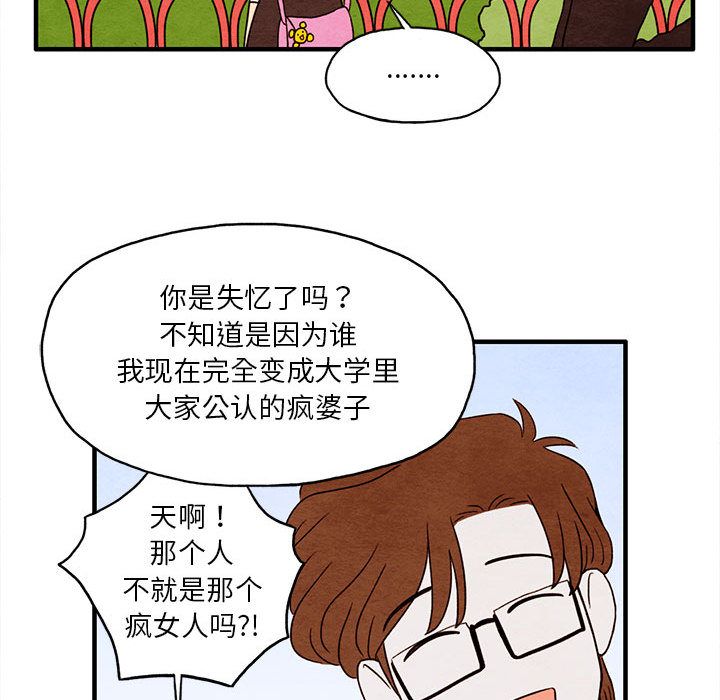 ·······
你是失忆了吗？
不知道是因为谁
我现在完全变成大学里
大家公认的疯婆子
天啊！
那个人
不就是那个
疯女人吗?!